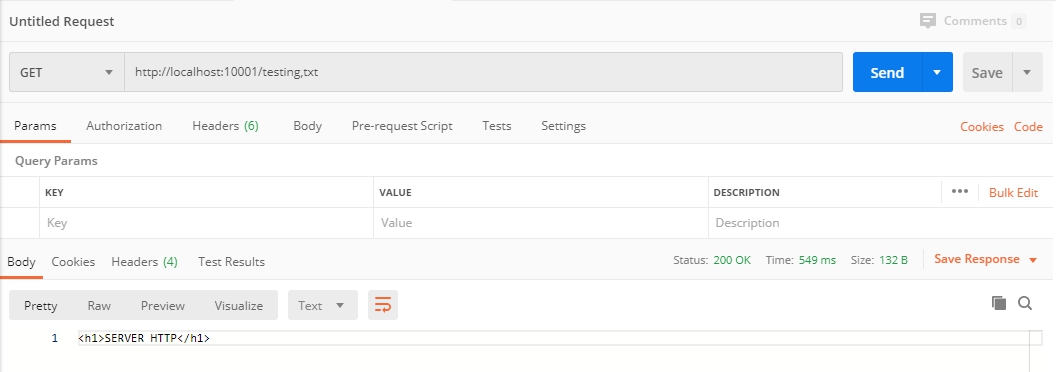 Untitled Request
Comments 0
GET http://localhost:10001/testing,txt Send Save
Params Authorization Headers (6) Body Pre-request Script Tests Settings Cookies Code
Query Params
KEY VALUE DESCRIPTION ••• Bulk Edit
Key Value Description
Body Cookies Headers (4) Test Results Status: 200 OK Time: 549 ms Size: 132 B Save Response
Pretty Raw Preview Visualize Text
1 <h1>SERVER HTTP</h1>